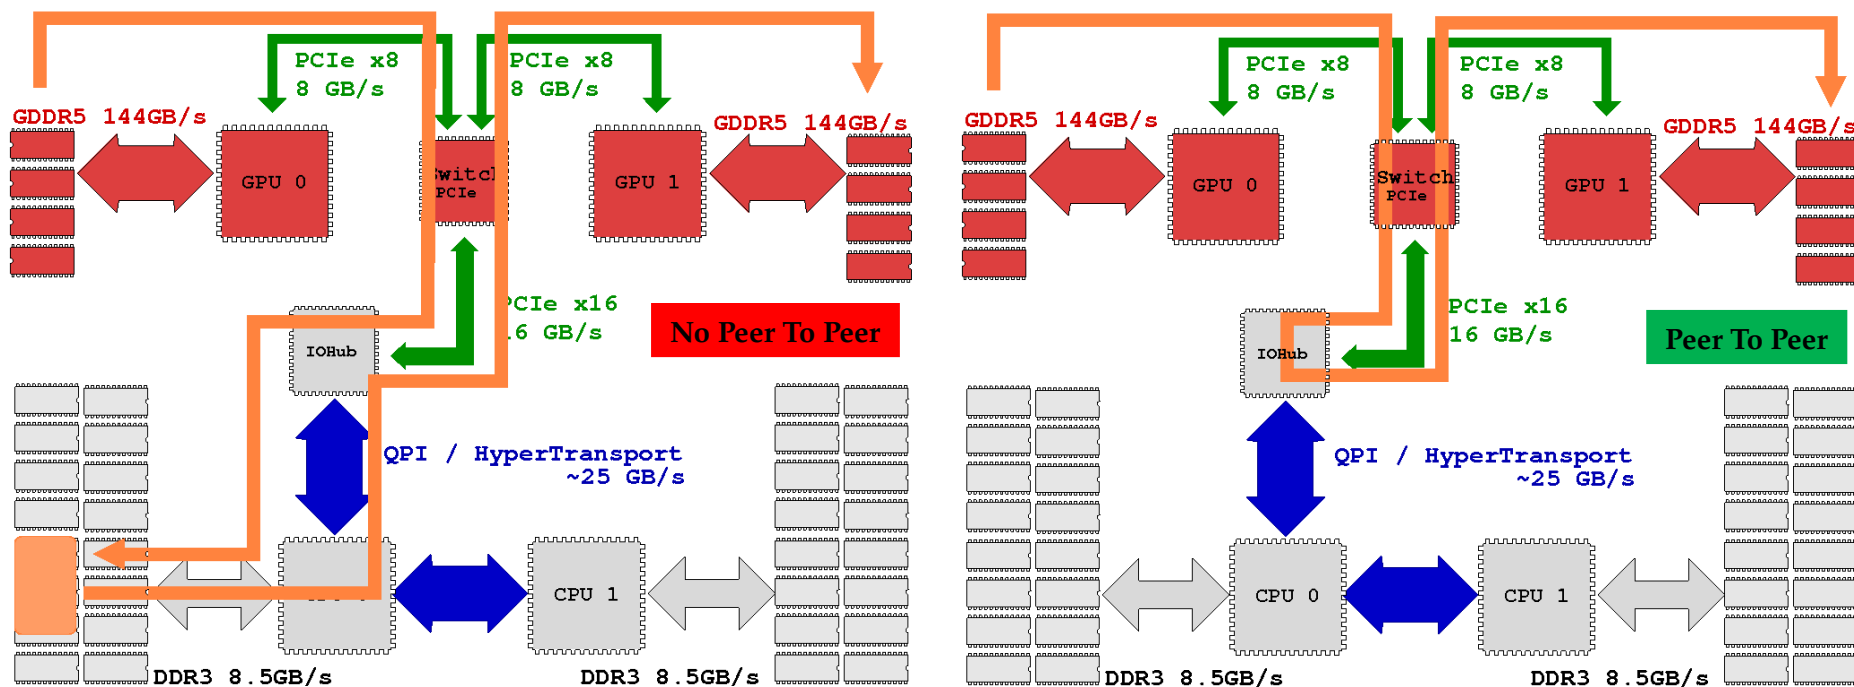 PCIe x8
8 GB/s
PCIe x8
8 GB/s
GDDR5 144GB/s
GDDR5 144GB/s
GPU 0
Switch
PCIe
GPU 1
PCIe x16
16 GB/s
No Peer To Peer
IOHub
QPI / HyperTransport
~25 GB/s
CPU 1
DDR3 8.5GB/s
DDR3 8.5GB/s
PCIe x8
8 GB/s
PCIe x8
8 GB/s
GDDR5 144GB/s
GDDR5 144GB/s
GPU 0
Switch
PCIe
GPU 1
PCIe x16
16 GB/s
Peer To Peer
IOHub
QPI / HyperTransport
~25 GB/s
CPU 0
CPU 1
DDR3 8.5GB/s
DDR3 8.5GB/s